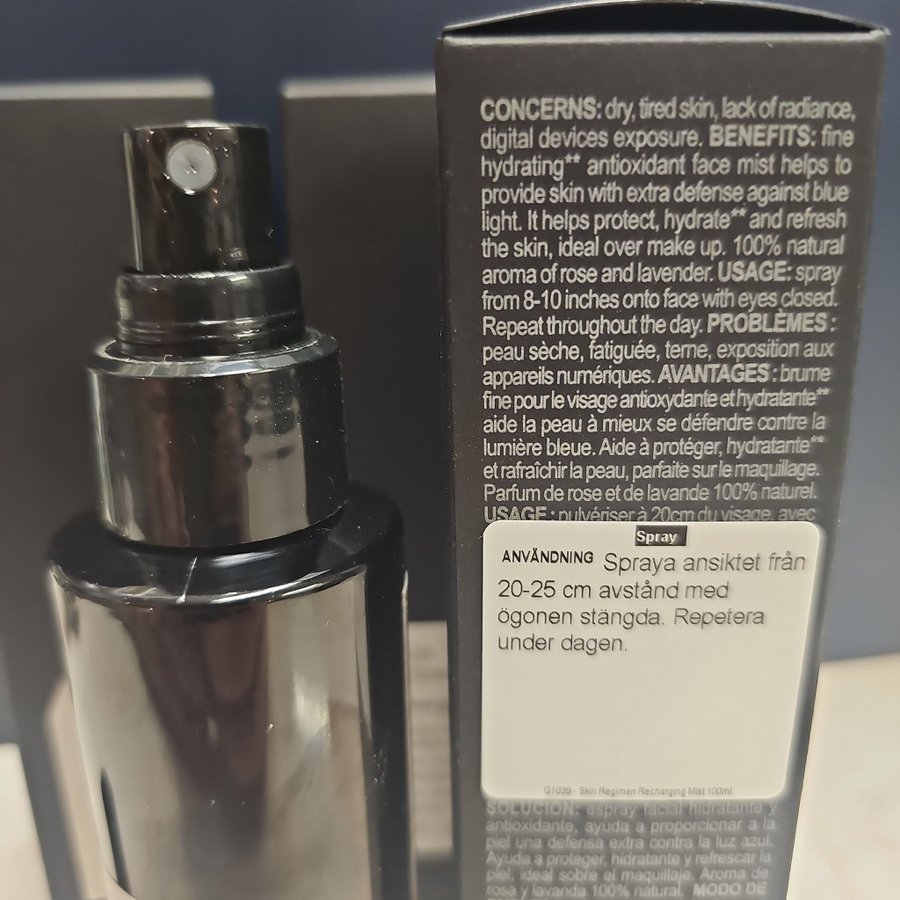 CONCERNS: dry, tired skin, lack of radiance,
digital devices exposure. BENEFITS: fine
hydrating** antioxidant face mist helps to
provide skin with extra defense against blue
light. It helps protect, hydrate** and refresh
the skin, ideal over make up. 100% natural
aroma of rose and lavender. USAGE: spray
from 8-10 inches onto face with eyes closed.
Repeat throughout the day. PROBLÈMES :
peau sèche, fatiguée, terne, exposition aux
appareils numériques. AVANTAGES : brume
fine pour le visage antioxydante et hydratante**
aide la peau à mieux se défendre contre la
lumière bleue. Aide à protéger, hydratante**
et rafraîchir la peau, parfaite sur le maquillage.
Parfum de rose et de lavande 100% naturel.
USAGE : pulvériser à 20cm du visage, avec
Spray
ANVÄNDNING Spraya ansiktet från
20-25 cm avstånd med
ögonen stängda. Repetera
under dagen.
G1038 - Skin Regimen Recharging Mist 100ml
SOLUCIÓN: espray facial hidratante y
antioxidante, ayuda a proporcionar a la
piel una defensa extra contra la luz azul.
Ayuda a proteger, hidratante y refrescar la
piel, ideal sobre el maquillaje. Aroma de
rosa y lavanda 100% natural. MODO DE